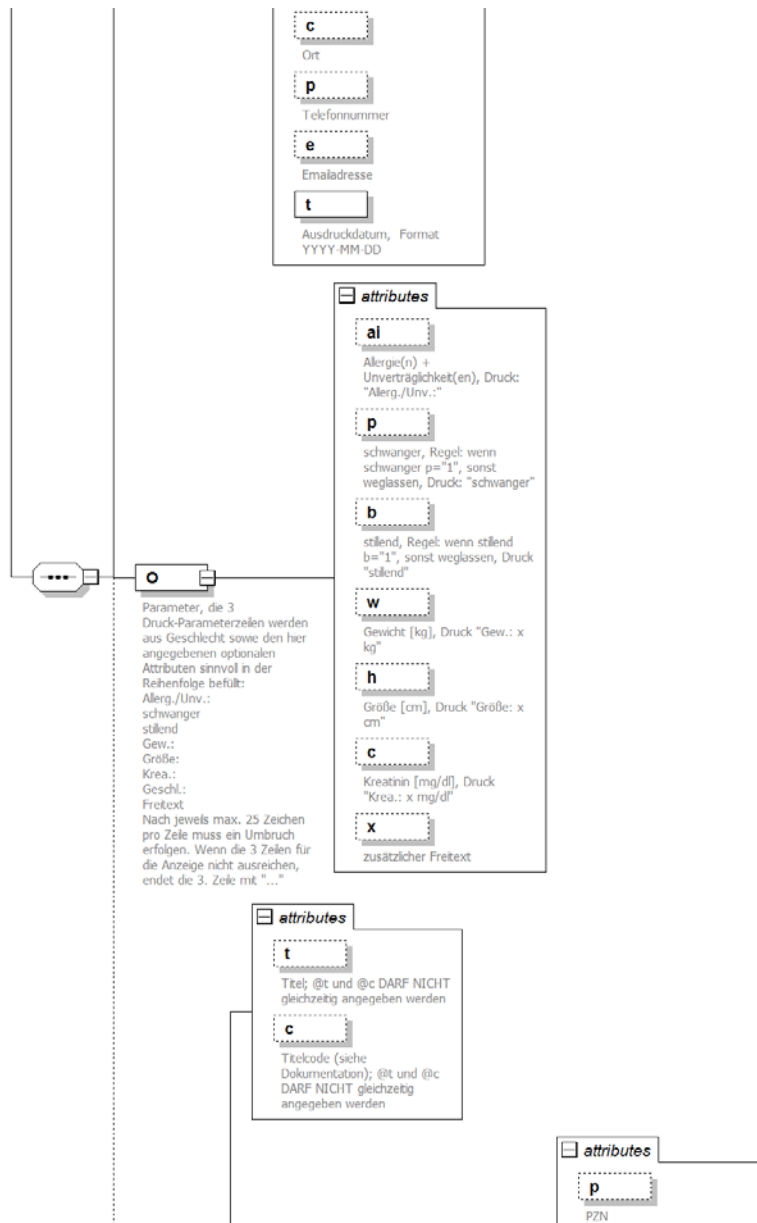 c
Ort
p
Telefonnummer
e
Emailadresse
t
Ausdruckdatum, Format
YYYY-MM-DD
attributes
ai
Allergie(n) +
Unverträglichkeit(en), Druck:
"Allerg./Unv.:"
p
schwanger, Regel: wenn
schwanger p="1", sonst
weglassen, Druck: "schwanger"
b
stillend, Regel: wenn stillend
b="1", sonst weglassen, Druck
"stillend"
w
Gewicht [kg], Druck "Gew.: x
kg"
h
Größe [cm], Druck "Größe: x
cm"
c
Kreatinin [mg/dl], Druck
"Krea.: x mg/dl"
x
zusätzlicher Freitext
O
Parameter, die 3
Druck-Parameterzeilen werden
aus Geschlecht sowie den hier
angegebenen optionalen
Attributen sinnvoll in der
Reihenfolge befüllt:
Allerg./Unv.:
schwanger
stillend
Gew.:
Größe:
Krea.:
Geschl.:
Freitext
Nach jeweils max. 25 Zeichen
pro Zeile muss ein Umbruch
erfolgen. Wenn die 3 Zeilen für
die Anzeige nicht ausreichen,
endet die 3. Zeile mit "..."
attributes
t
Titel; @t und @c DARF NICHT
gleichzeitig angegeben werden
c
Titelcode (siehe
Dokumentation); @t und @c
DARF NICHT gleichzeitig
angegeben werden
attributes
p
PZN